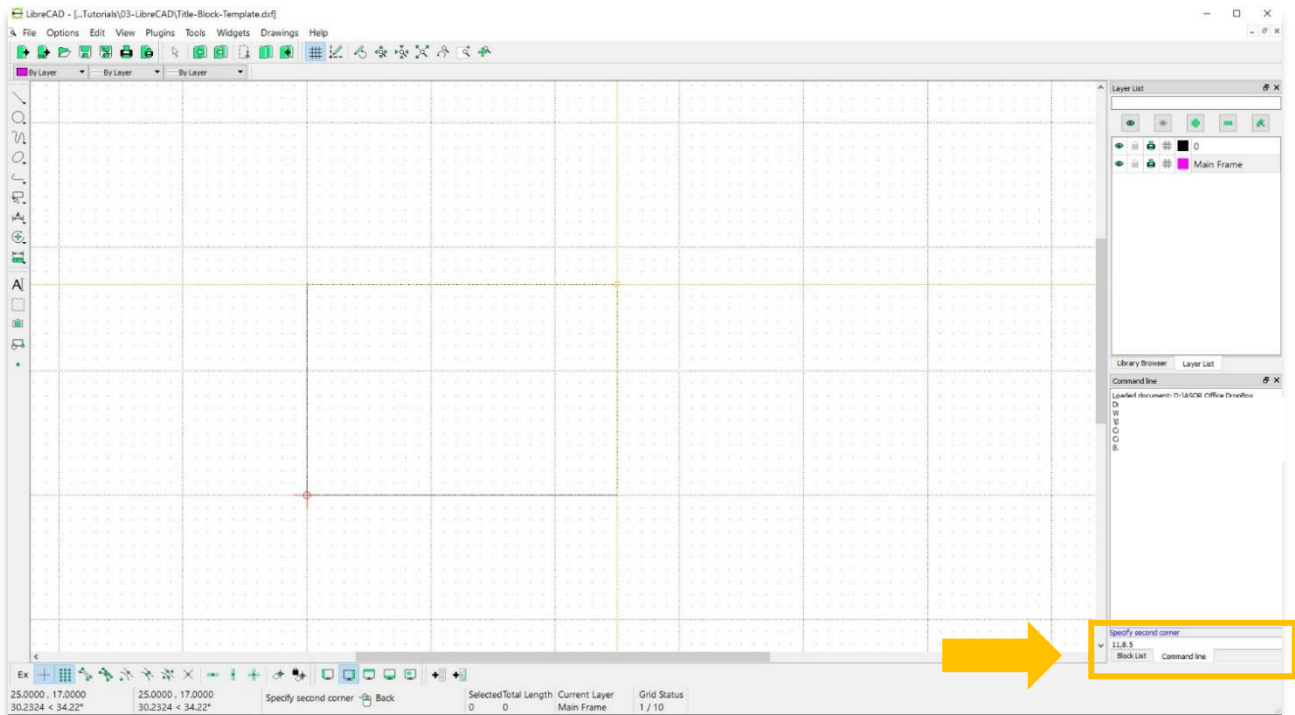 LibreCAD - [...Tutorials\03-LibreCAD\Title-Block-Template.dxf]
File Options Edit View Plugins Tools Widgets Drawings Help
By Layer By Layer By Layer
Layer List
0
Main Frame
Library Browser Layer List
Command line
Loaded document: D:\ASOR Office DropBox
8.
Specify second corner
11,8.5
Block List Command line
Ex
25.0000 , 17.0000 25.0000 , 17.0000 Specify second corner Back Selected Total Length Current Layer Grid Status
30.2324 < 34.22° 30.2324 < 34.22° 0 0 Main Frame 1 / 10